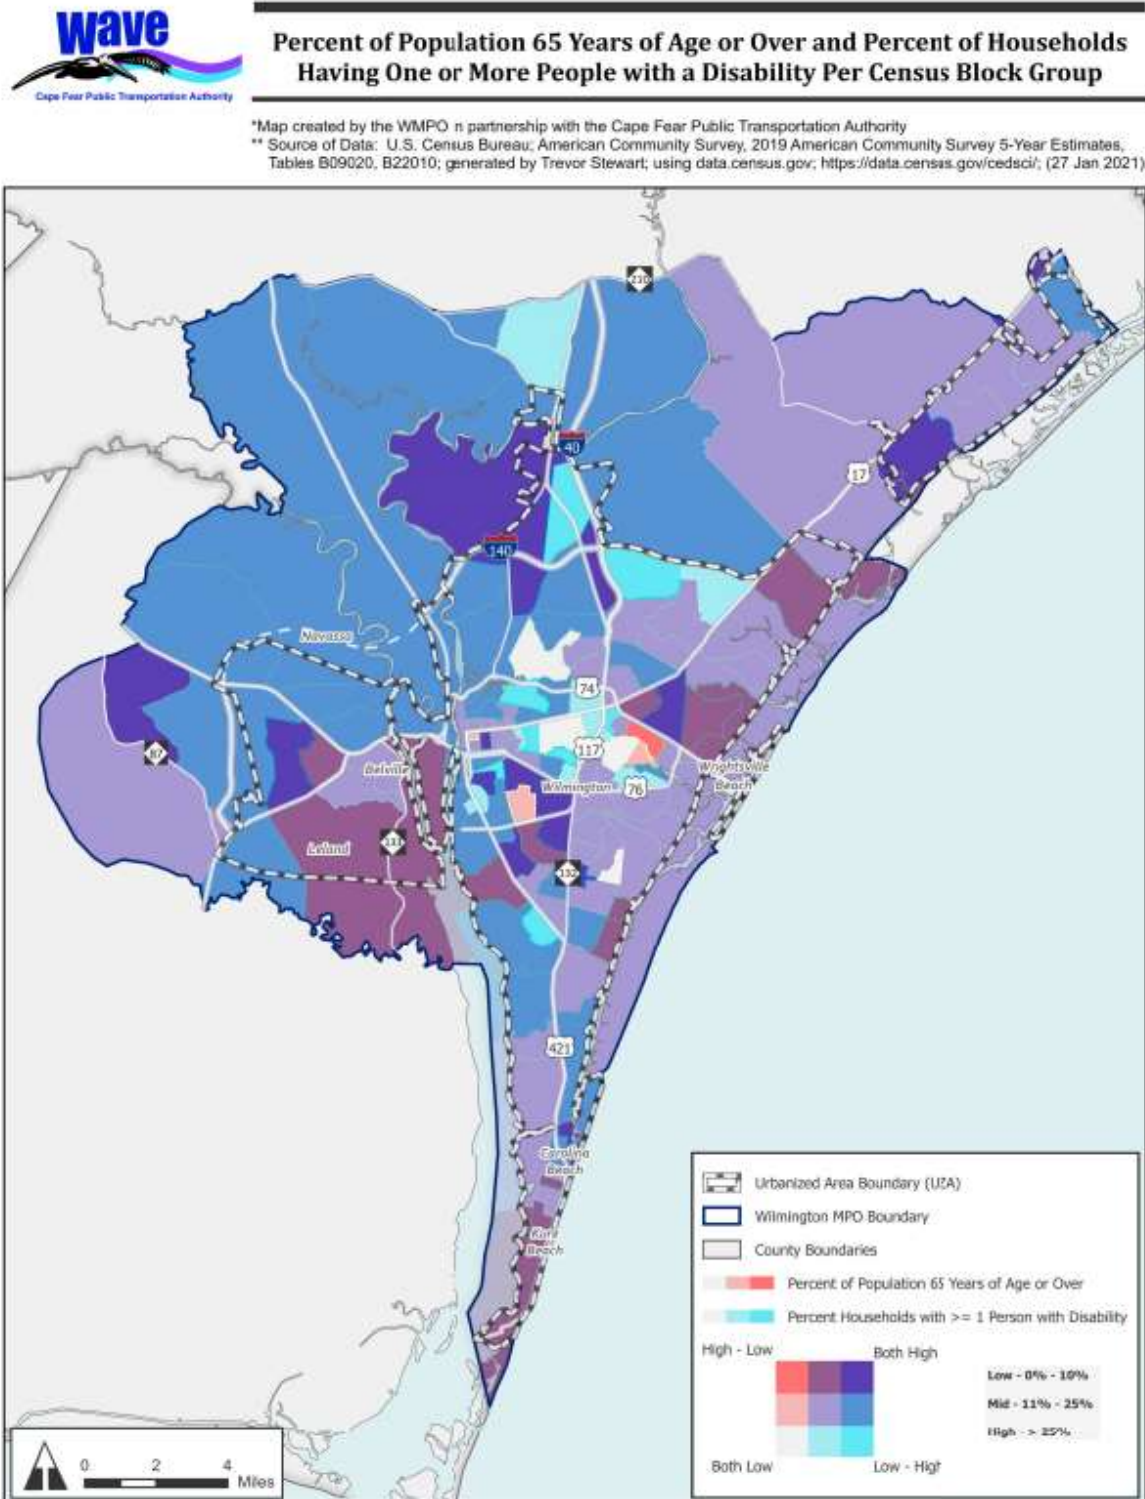 Wave
Cape Fear Public Transportation Authority
Percent of Population 65 Years of Age or Over and Percent of Households
Having One or More People with a Disability Per Census Block Group
*Map created by the WMPO n partnership with the Cape Fear Public Transportation Authority
** Source of Data: U.S. Census Bureau; American Community Survey, 2019 American Community Survey 5-Year Estimates,
Tables B09020, B22010; generated by Trevor Stewart; using data.census.gov; https://data.census.gov/cedsci/; (27 Jan 2021)
210
40
17
140
Navassa
74
87
117
Belville
Wrightsville
Beach
Wilmington
76
Leland
133
132
421
Carolina
Beach
Kure
Beach
Urbanized Area Boundary (UZA)
Wilmington MPO Boundary
County Boundaries
Percent of Population 65 Years of Age or Over
Percent Households with >= 1 Person with Disability
High - Low
Both High
Low - 0% - 10%
Mid - 11% - 25%
High - > 25%
Both Low
Low - High
0 2 4
Miles